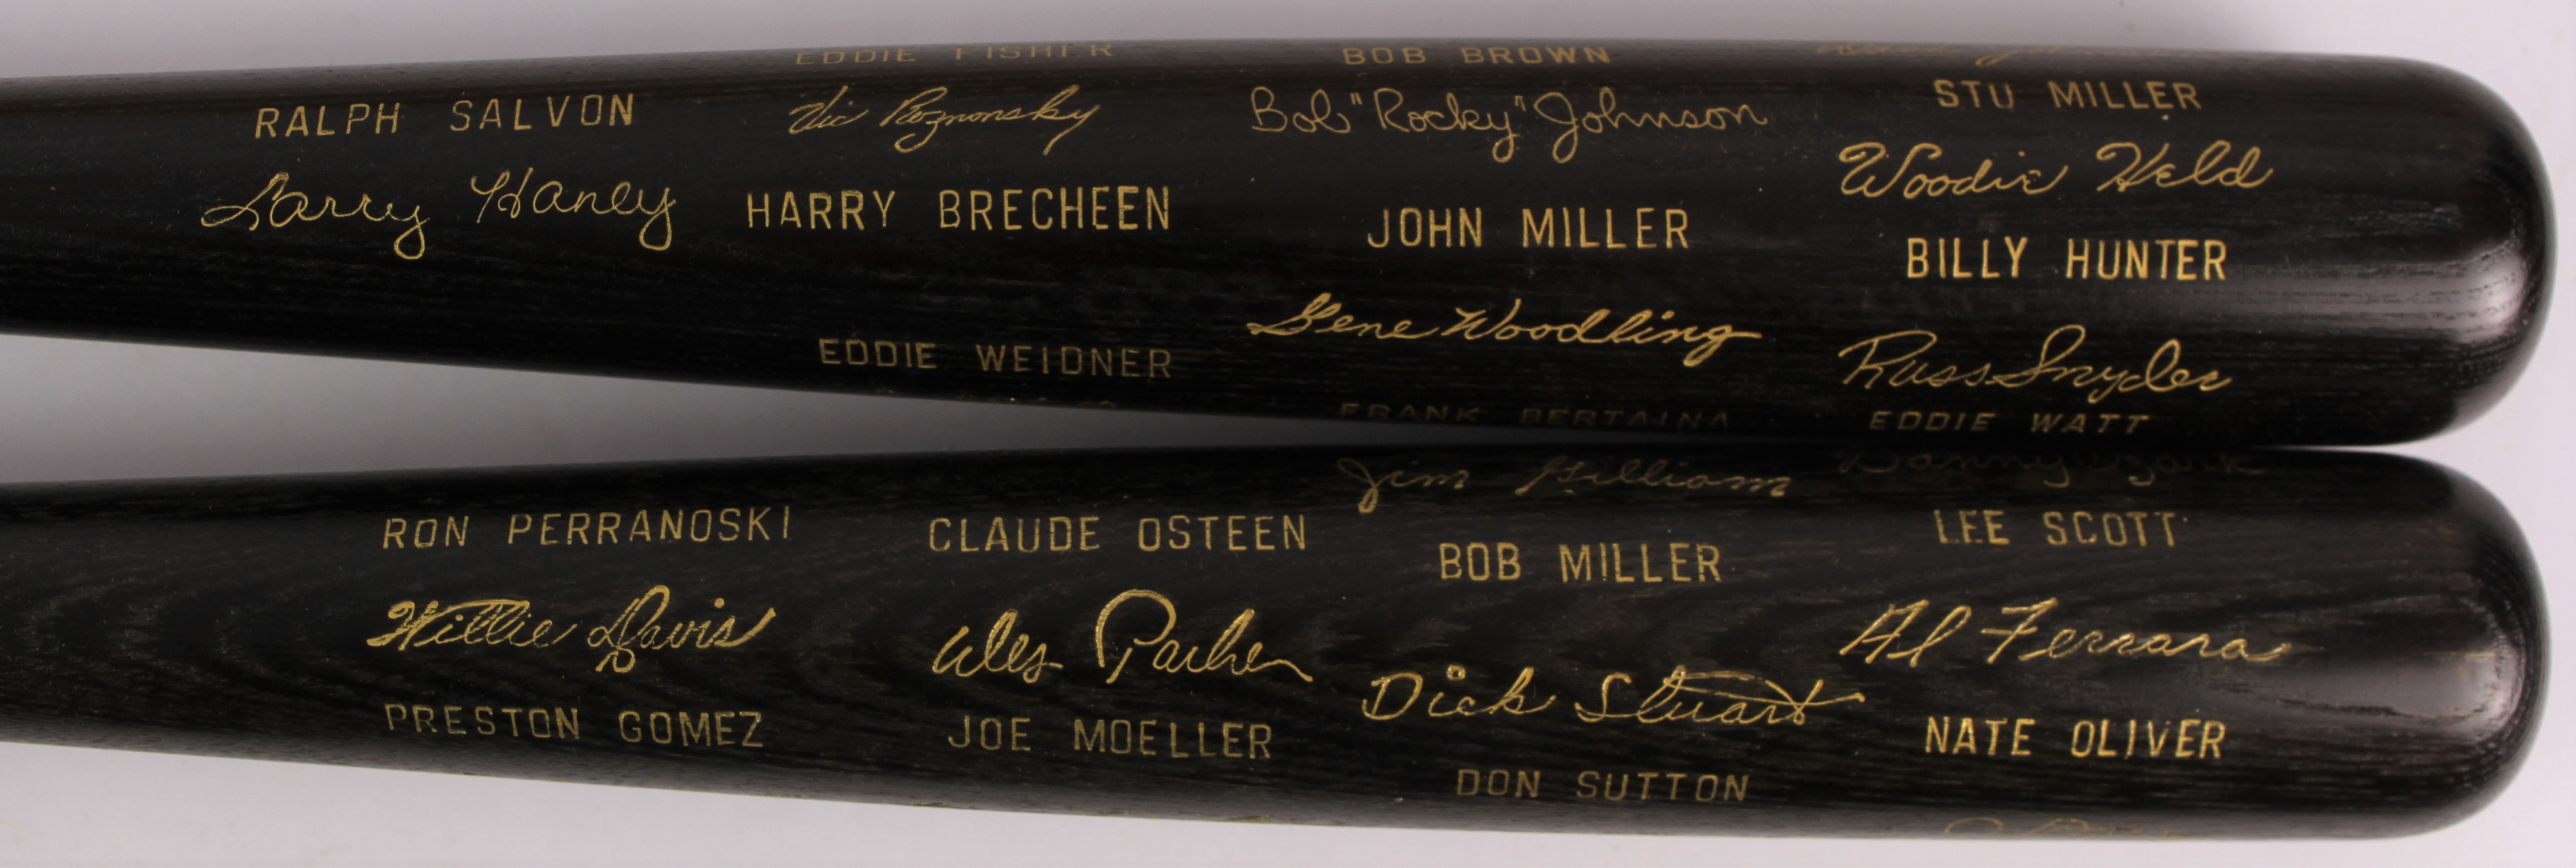 EDDIE FISHER
BOB BROWN
RALPH SALVON
Vic Roznovsky
Bob "Rocky" Johnson
STU MILLER
Larry Haney
HARRY BRECHEEN
JOHN MILLER
Woodie Held
BILLY HUNTER
Gene Woodling
EDDIE WEIDNER
Russ Snyder
FRANK BERTAINA
EDDIE WATT
Jim Gilliam
Danny Ozark
RON PERRANOSKI
CLAUDE OSTEEN
BOB MILLER
LEE SCOTT
Willie Davis
Wes Parker
Dick Stuart
Al Ferrara
PRESTON GOMEZ
JOE MOELLER
DON SUTTON
NATE OLIVER